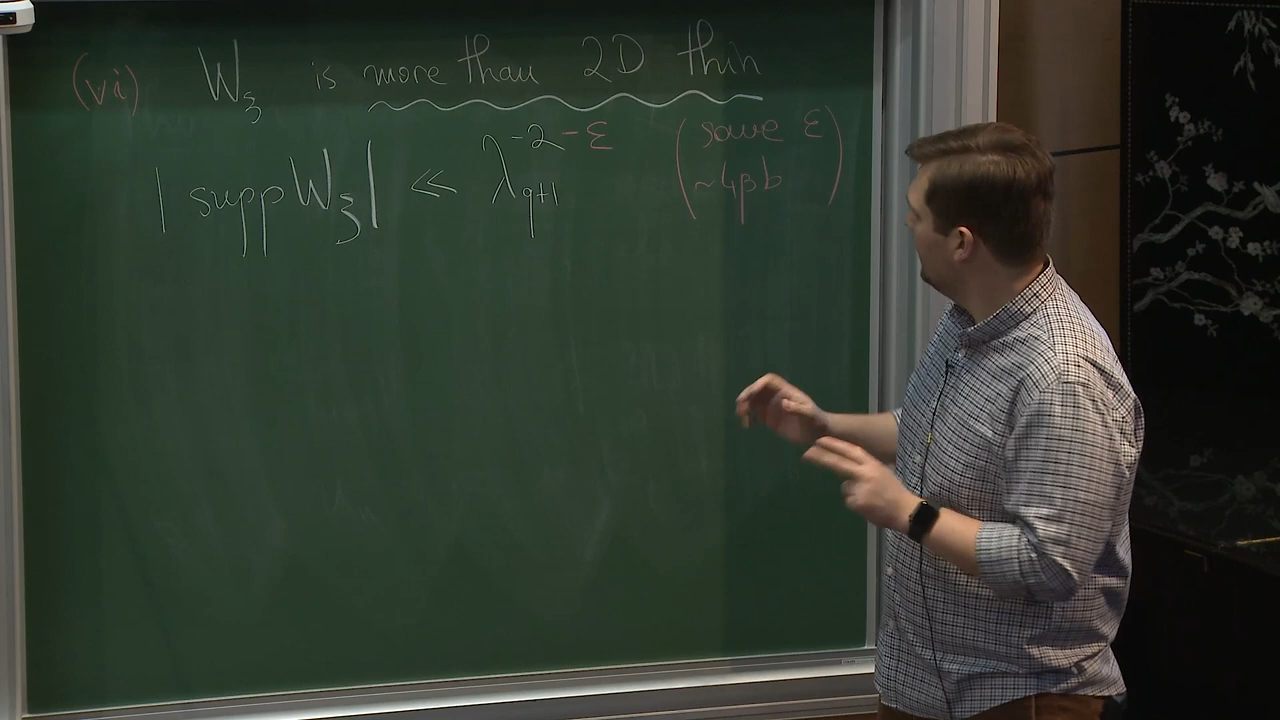 (vi) W_ξ is more than 2D thin
|supp W_ξ| ≪ λ_{q+1}^{-2-ε} (some ε
~4βb)